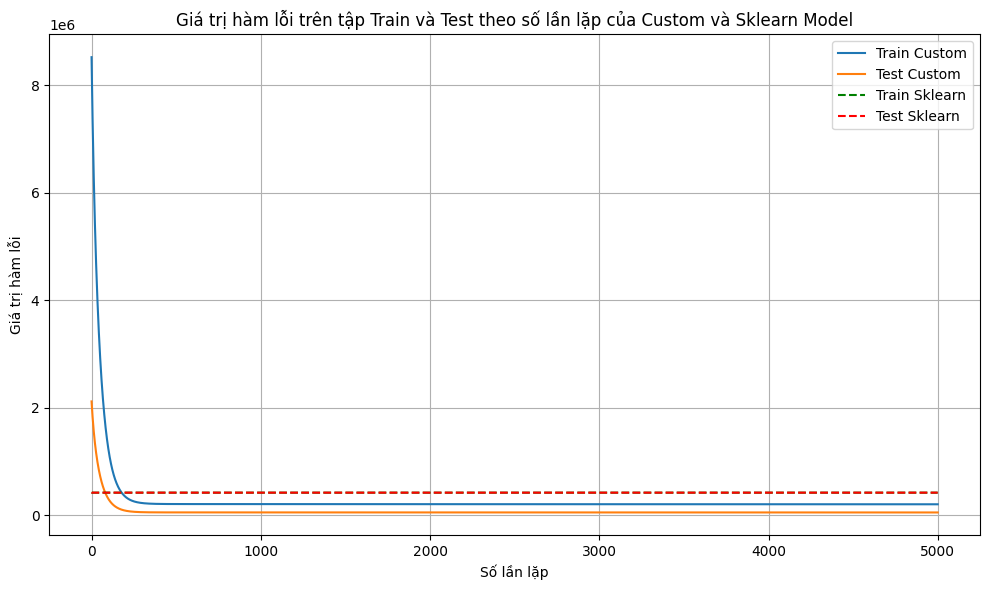 Giá trị hàm lỗi trên tập Train và Test theo số lần lặp của Custom và Sklearn Model
1e6
Train Custom
Test Custom
Train Sklearn
Test Sklearn
8
6
4
2
0
Giá trị hàm lỗi
0 1000 2000 3000 4000 5000
Số lần lặp